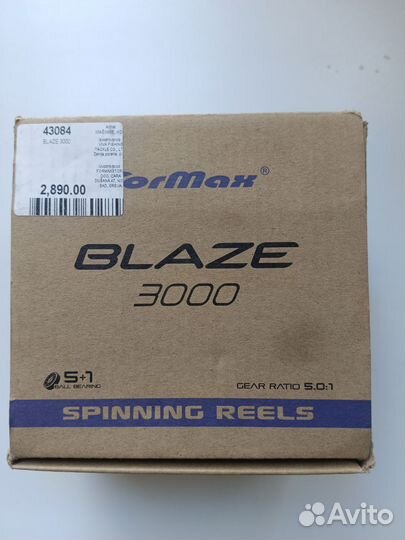 43084
BLAZE 3000
2,890.00
ForMax®
BLAZE
3000
5+1
BALL BEARING
GEAR RATIO 5.0:1
SPINNING REELS
Avito